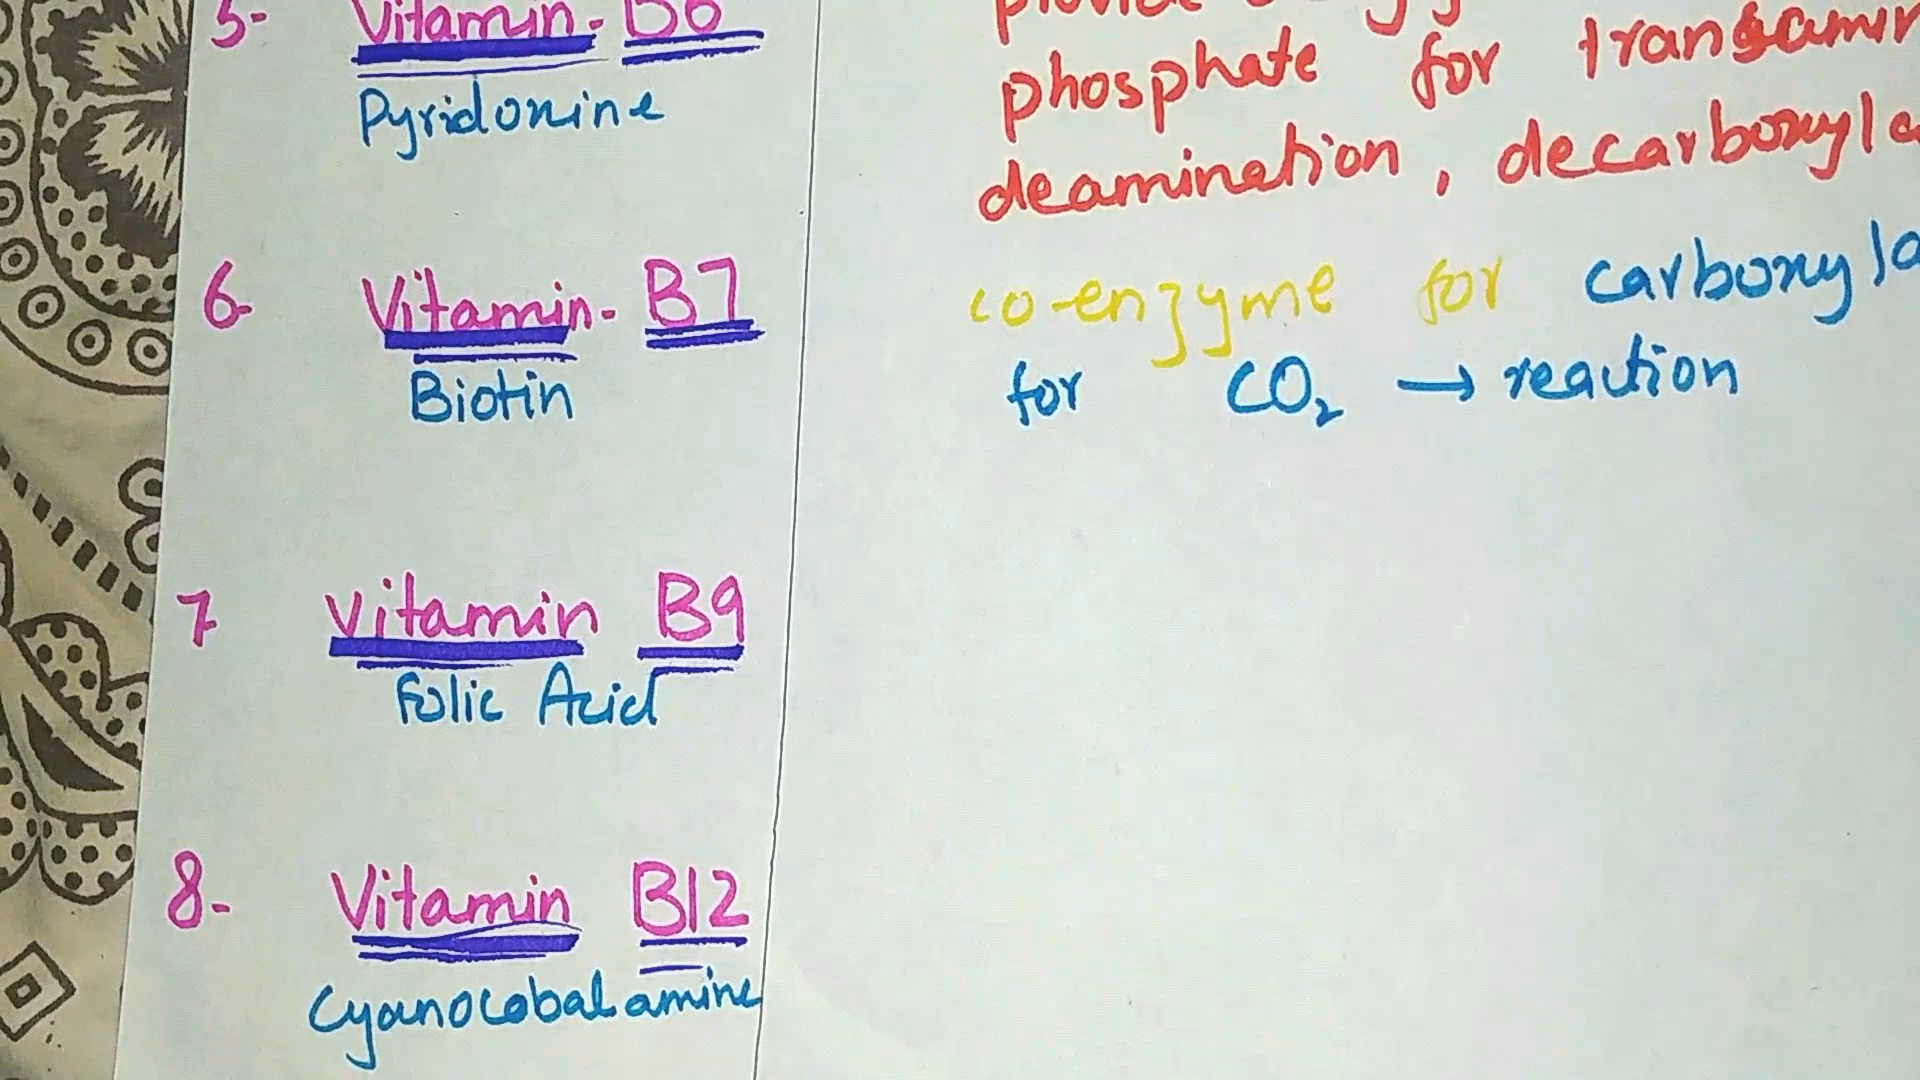 5- Vitamin- B6
Pyridoxine
phosphate for transamin
deamination, decarboxyla
6- Vitamin- B7
Biotin
co-enzyme for carboxyla
for CO₂ → reaction
7 Vitamin B9
Folic Acid
8- Vitamin B12
Cyanocobalamine